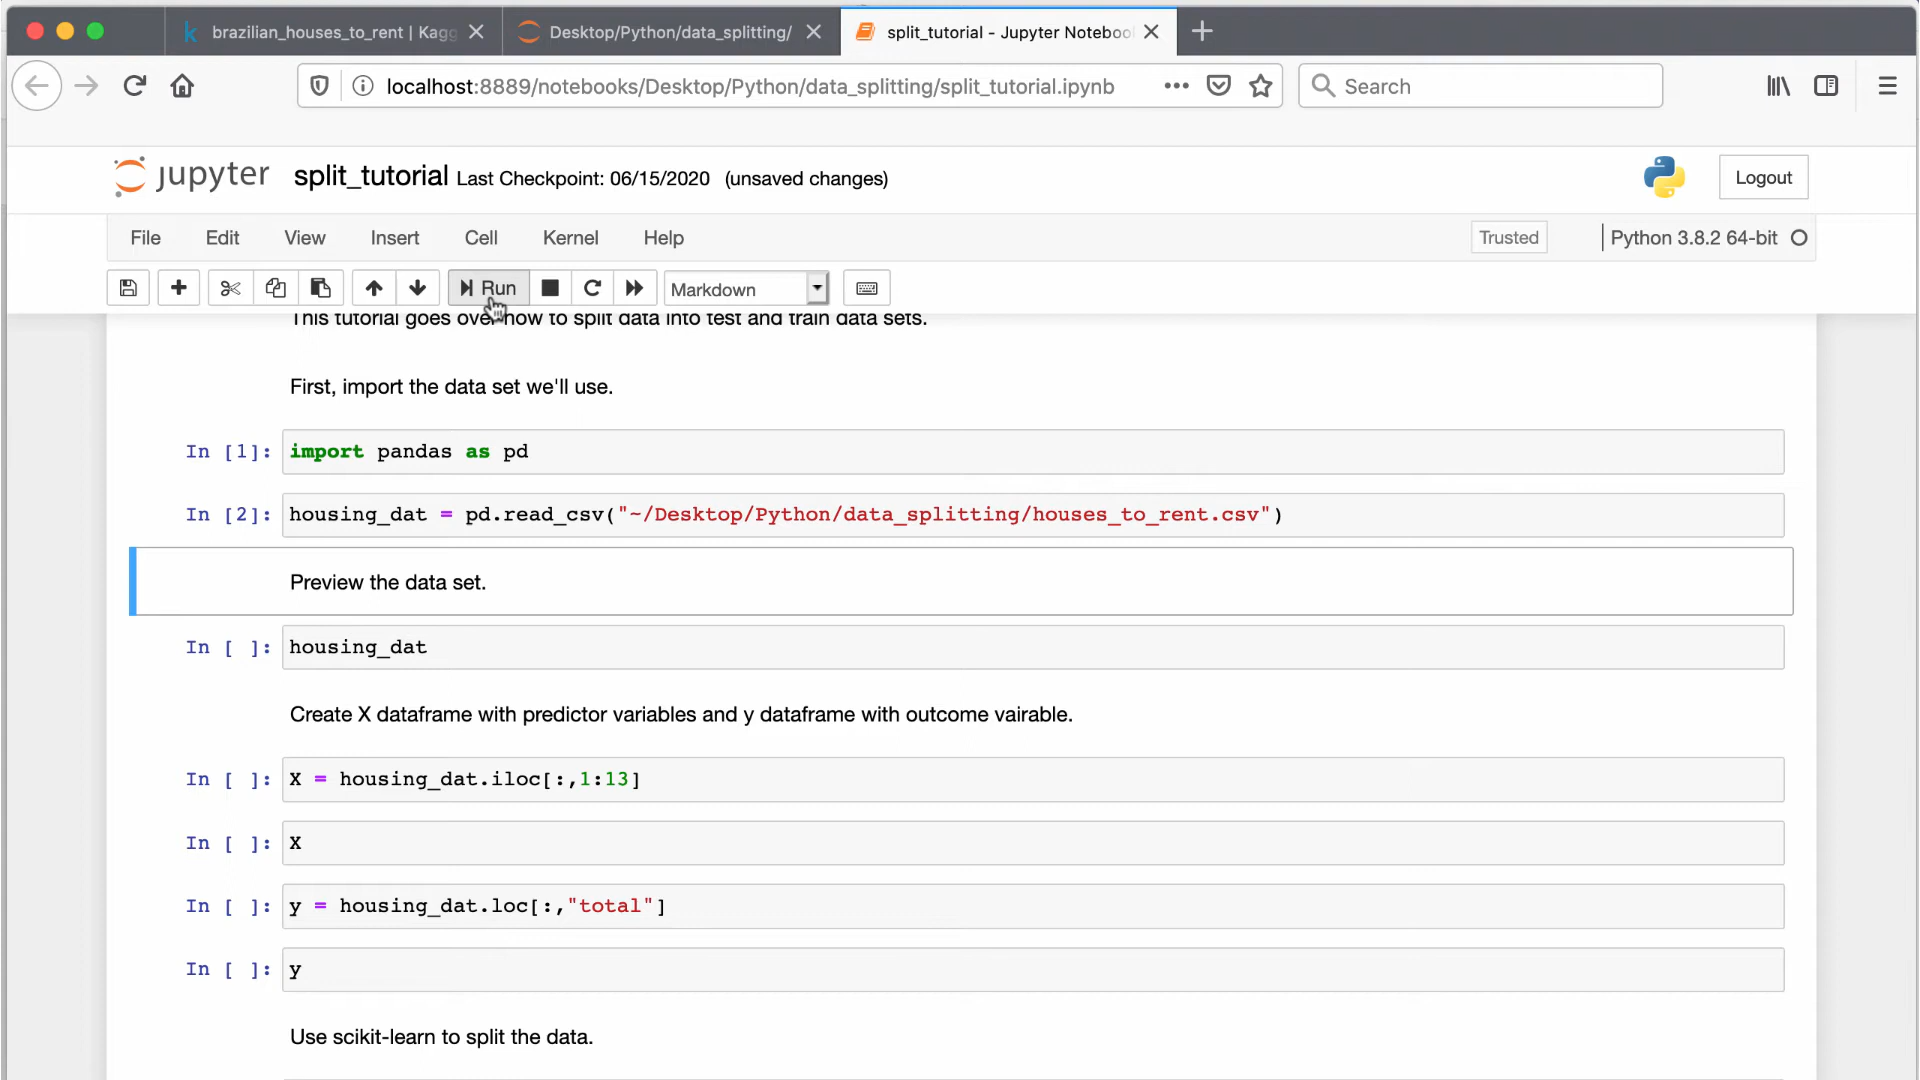 brazilian_houses_to_rent | Kagg
Desktop/Python/data_splitting/
split_tutorial - Jupyter Noteboo
localhost:8889/notebooks/Desktop/Python/data_splitting/split_tutorial.ipynb
Search
jupyter split_tutorial Last Checkpoint: 06/15/2020 (unsaved changes)
Logout
File Edit View Insert Cell Kernel Help
Trusted
Python 3.8.2 64-bit
Run
Markdown
This tutorial goes over how to split data into test and train data sets.
First, import the data set we'll use.
In [1]: import pandas as pd
In [2]: housing_dat = pd.read_csv("~/Desktop/Python/data_splitting/houses_to_rent.csv")
Preview the data set.
In [ ]: housing_dat
Create X dataframe with predictor variables and y dataframe with outcome vairable.
In [ ]: X = housing_dat.iloc[:,1:13]
In [ ]: X
In [ ]: y = housing_dat.loc[:,"total"]
In [ ]: y
Use scikit-learn to split the data.